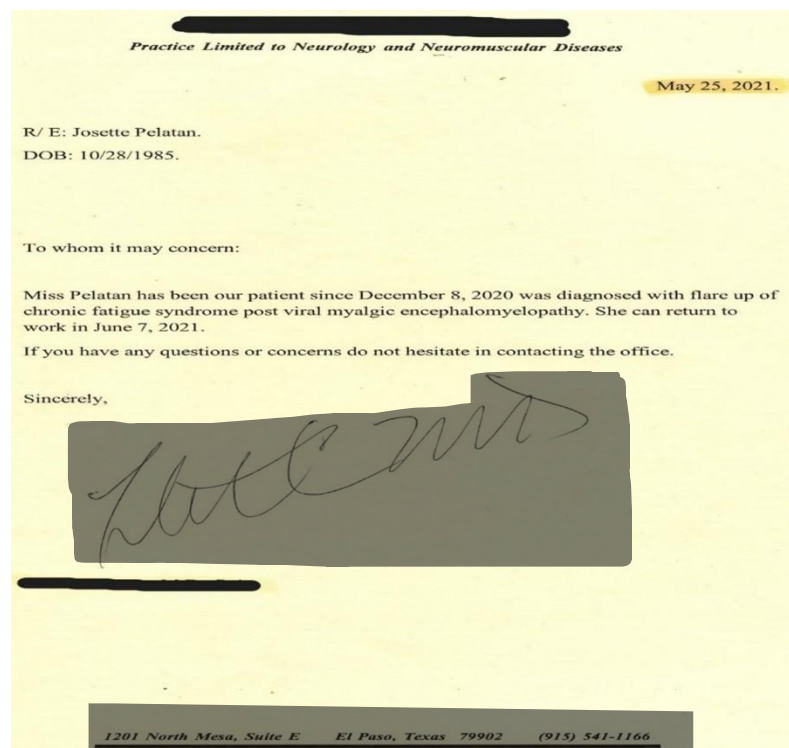 Practice Limited to Neurology and Neuromuscular Diseases
May 25, 2021.
R/ E: Josette Pelatan.
DOB: 10/28/1985.
To whom it may concern:
Miss Pelatan has been our patient since December 8, 2020 was diagnosed with flare up of
chronic fatigue syndrome post viral myalgic encephalomyelopathy. She can return to
work in June 7, 2021.
If you have any questions or concerns do not hesitate in contacting the office.
Sincerely,
1201 North Mesa, Suite E El Paso, Texas 79902 (915) 541-1166